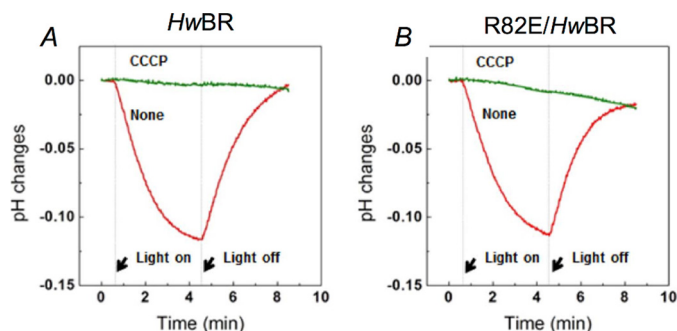 HwBR
R82E/HwBR
A
B
CCCP
None
Light on
Light off
0.00
-0.05
-0.10
-0.15
pH changes
0 2 4 6 8 10
Time (min)
CCCP
None
Light on
Light off
0.00
-0.05
-0.10
-0.15
pH changes
0 2 4 6 8 10
Time (min)